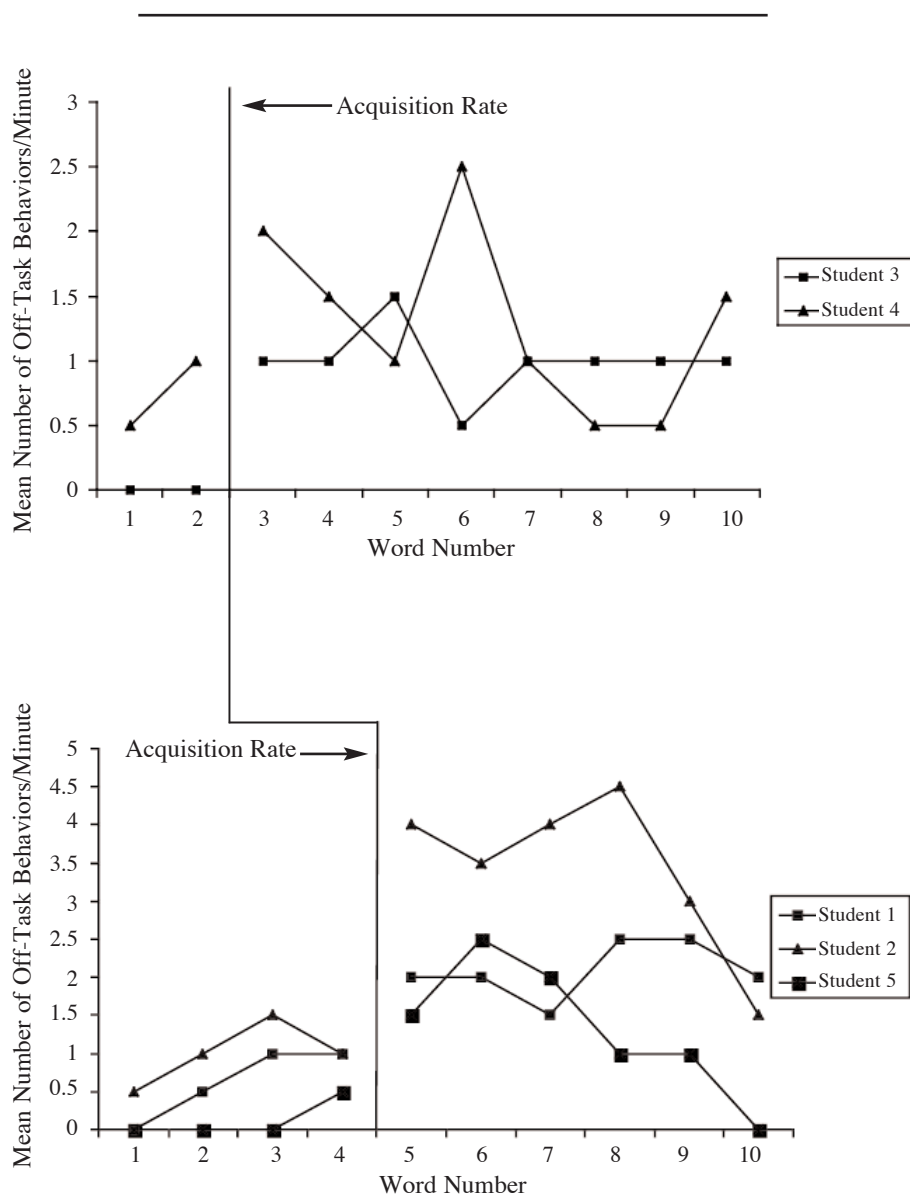 Acquisition Rate
Mean Number of Off-Task Behaviors/Minute
3
2.5
2
1.5
1
0.5
0
1 2 3 4 5 6 7 8 9 10
Word Number
Student 3
Student 4
Acquisition Rate
Mean Number of Off-Task Behaviors/Minute
5
4.5
4
3.5
3
2.5
2
1.5
1
0.5
0
1 2 3 4 5 6 7 8 9 10
Word Number
Student 1
Student 2
Student 5